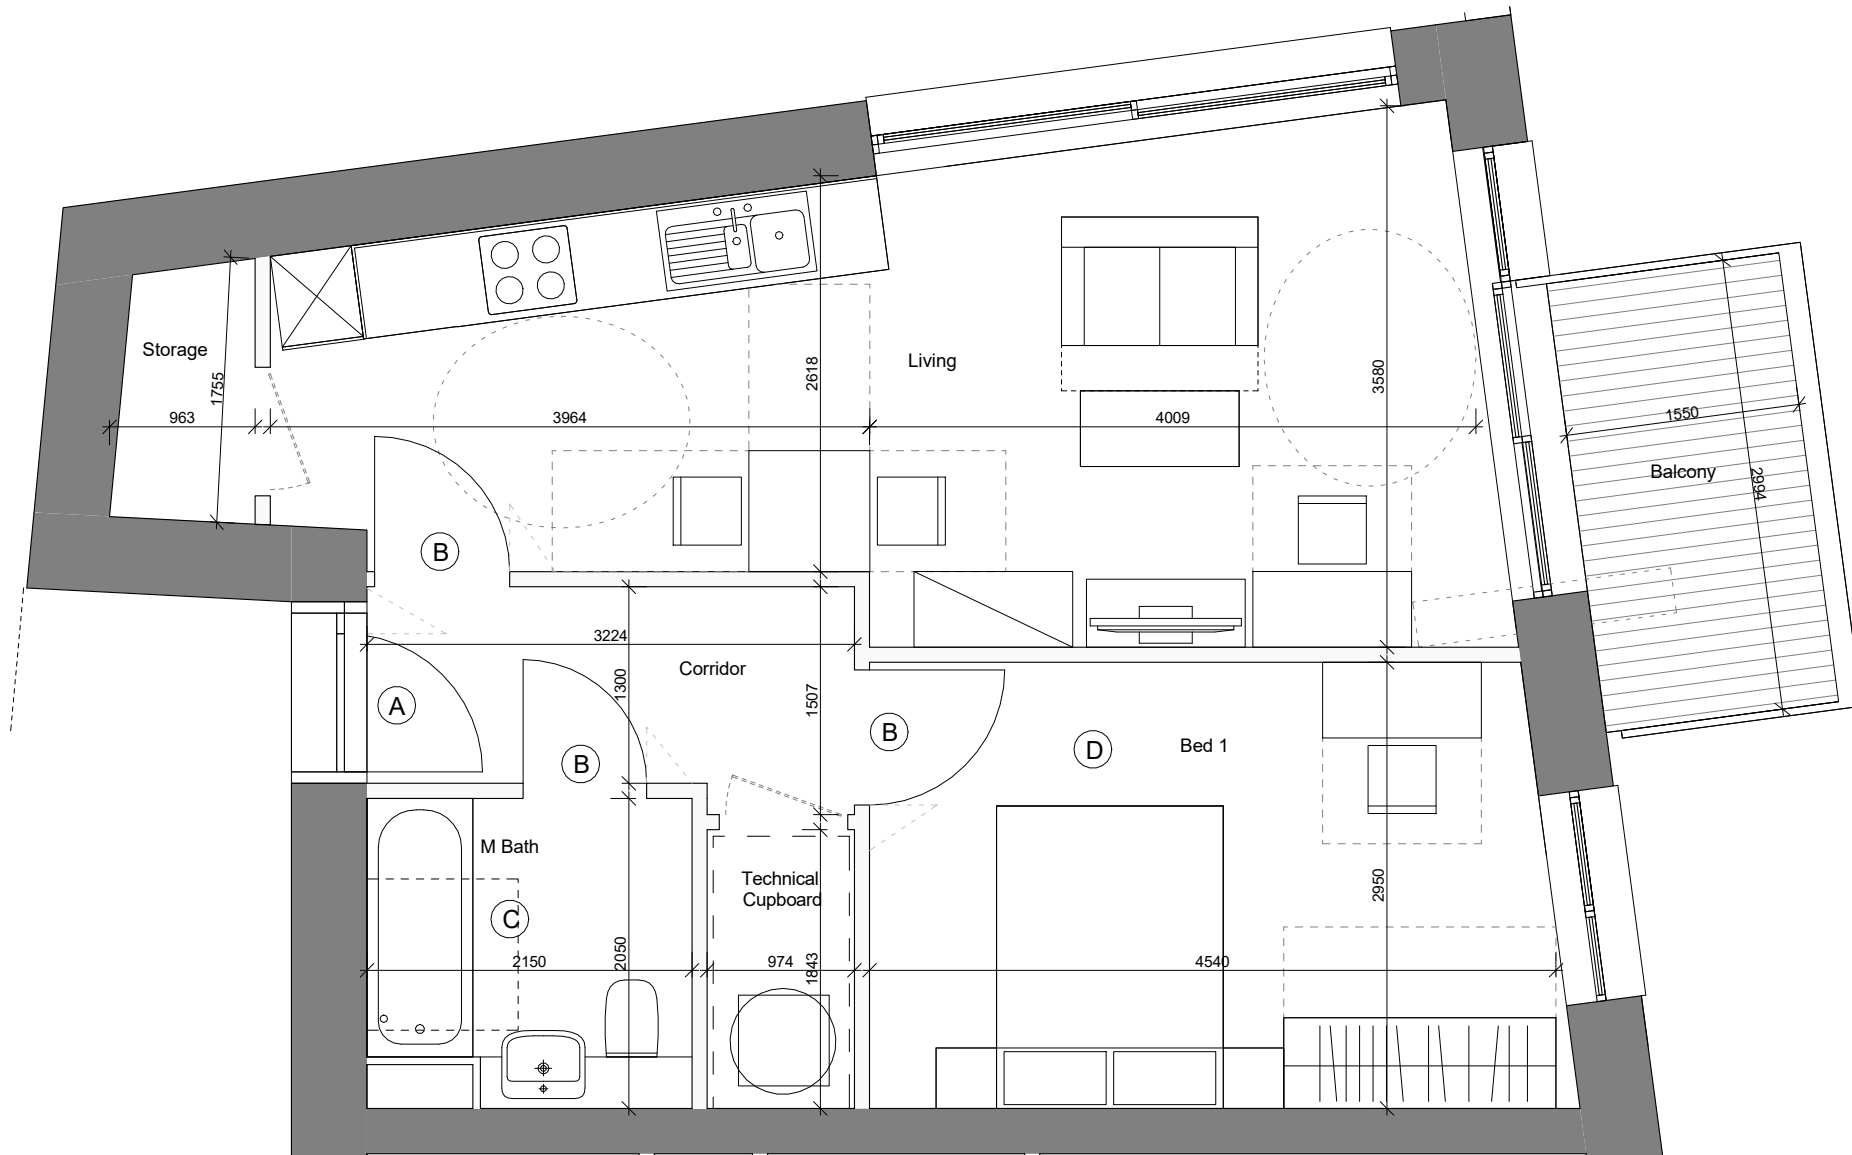 Storage
1755
963
3964
2618
Living
4009
3580
1550
Balcony
2994
B
3224
Corridor
1300
1507
A
B
B
D
Bed 1
M Bath
Technical
Cupboard
C
2950
2150
2050
974
1843
4540